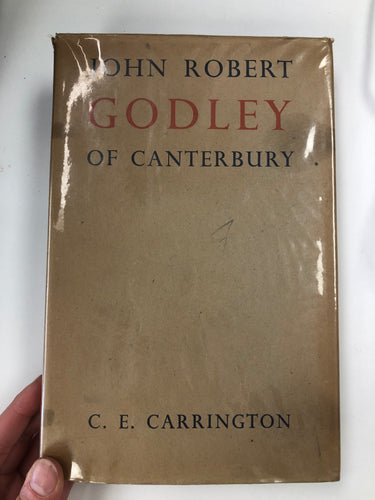 JOHN ROBERT
GODLEY
OF CANTERBURY
C. E. CARRINGTON